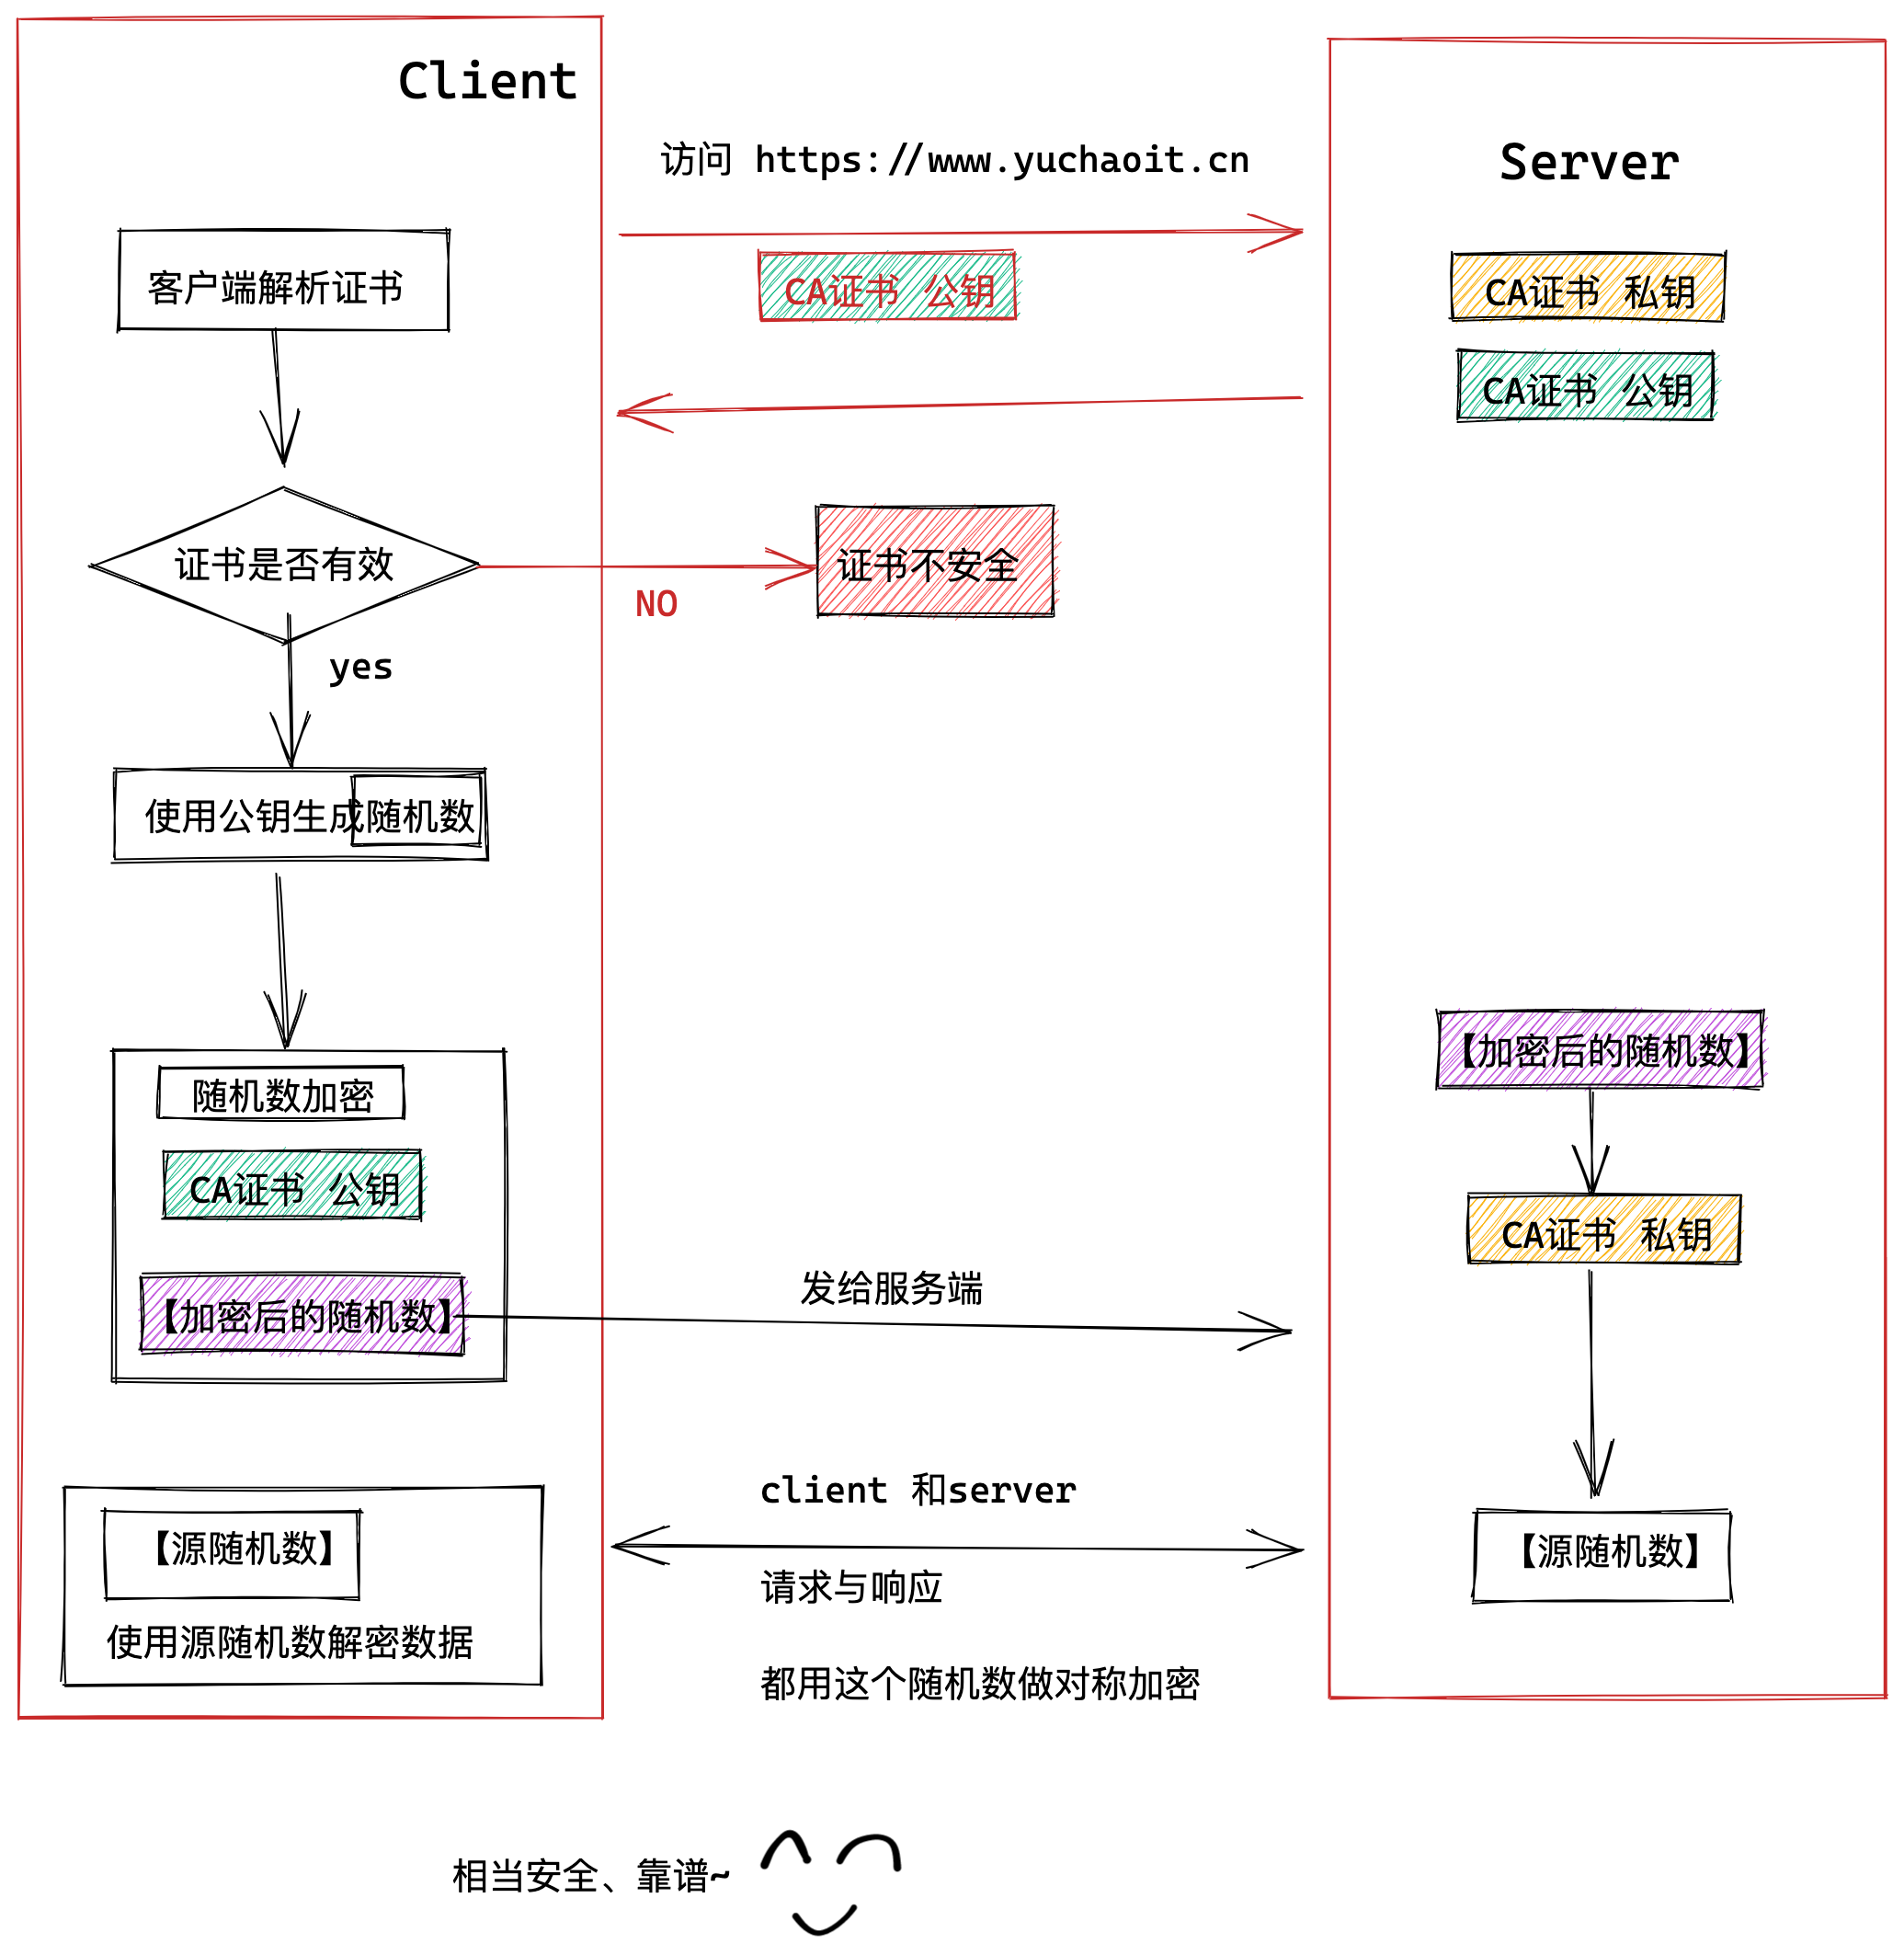 Client
访问 https://www.yuchaoit.cn
Server
客户端解析证书
CA证书 公钥
CA证书 私钥
CA证书 公钥
证书是否有效
证书不安全
NO
yes
使用公钥生成随机数
【加密后的随机数】
随机数加密
CA证书 公钥
CA证书 私钥
发给服务端
【加密后的随机数】
client 和server
【源随机数】
【源随机数】
请求与响应
使用源随机数解密数据
都用这个随机数做对称加密
相当安全、靠谱~